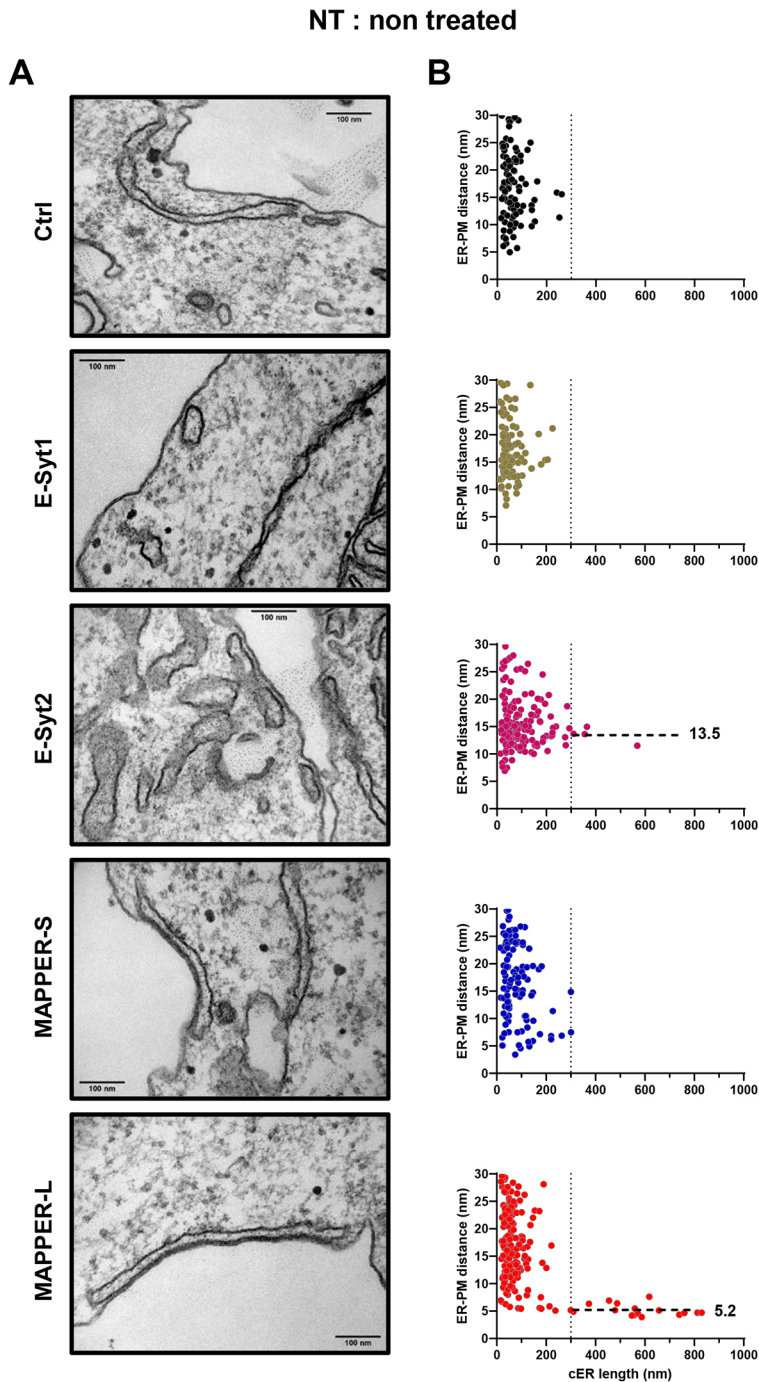 NT : non treated
A
B
Ctrl
100 nm
ER-PM distance (nm)
30
25
20
15
10
5
0
0 200 400 600 800 1000
E-Syt1
100 nm
ER-PM distance (nm)
30
25
20
15
10
5
0
0 200 400 600 800 1000
E-Syt2
100 nm
ER-PM distance (nm)
30
25
20
15
10
5
0
13.5
0 200 400 600 800 1000
MAPPER-S
100 nm
ER-PM distance (nm)
30
25
20
15
10
5
0
0 200 400 600 800 1000
MAPPER-L
100 nm
ER-PM distance (nm)
30
25
20
15
10
5
0
5.2
0 200 400 600 800 1000
cER length (nm)